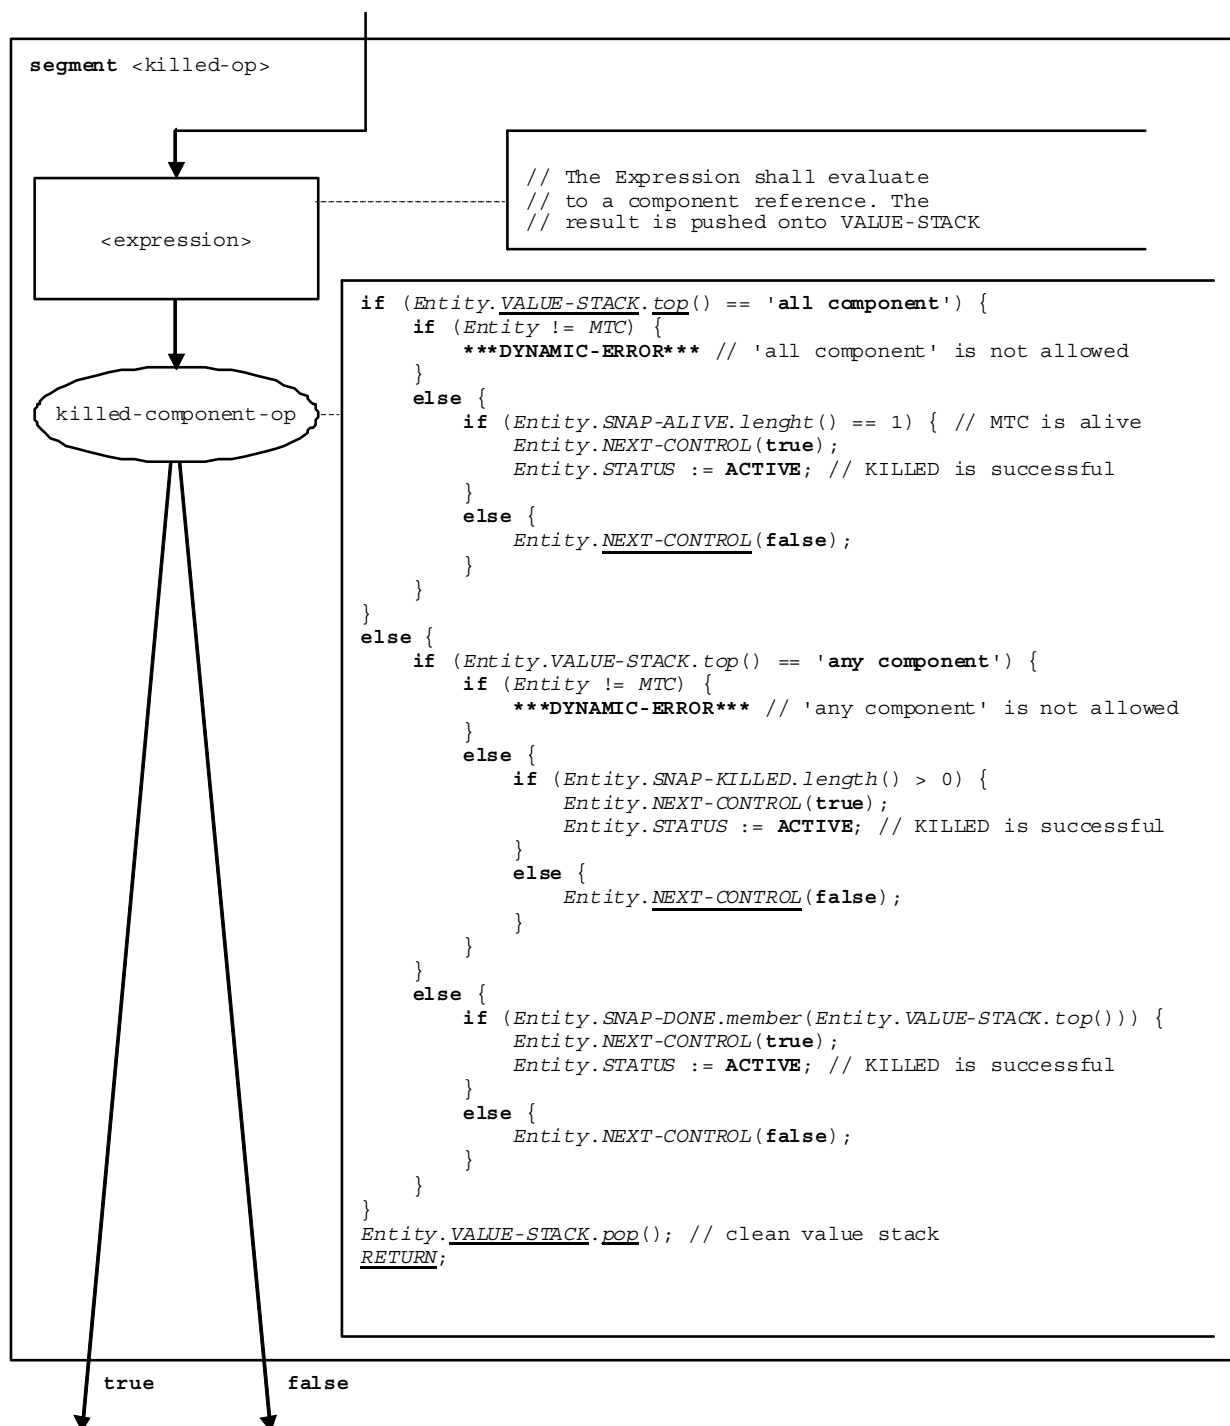 segment <killed-op>
// The Expression shall evaluate
// to a component reference. The
// result is pushed onto VALUE-STACK
<expression>
killed-component-op
if (Entity.VALUE-STACK.top() == 'all component') {
    if (Entity != MTC) {
        ***DYNAMIC-ERROR*** // 'all component' is not allowed
    }
    else {
        if (Entity.SNAP-ALIVE.lenght() == 1) { // MTC is alive
            Entity.NEXT-CONTROL(true);
            Entity.STATUS := ACTIVE; // KILLED is successful
        }
        else {
            Entity.NEXT-CONTROL(false);
        }
    }
}
else {
    if (Entity.VALUE-STACK.top() == 'any component') {
        if (Entity != MTC) {
            ***DYNAMIC-ERROR*** // 'any component' is not allowed
        }
        else {
            if (Entity.SNAP-KILLED.length() > 0) {
                Entity.NEXT-CONTROL(true);
                Entity.STATUS := ACTIVE; // KILLED is successful
            }
            else {
                Entity.NEXT-CONTROL(false);
            }
        }
    }
    else {
        if (Entity.SNAP-DONE.member(Entity.VALUE-STACK.top())) {
            Entity.NEXT-CONTROL(true);
            Entity.STATUS := ACTIVE; // KILLED is successful
        }
        else {
            Entity.NEXT-CONTROL(false);
        }
    }
}
Entity.VALUE-STACK.pop(); // clean value stack
RETURN;
true
false